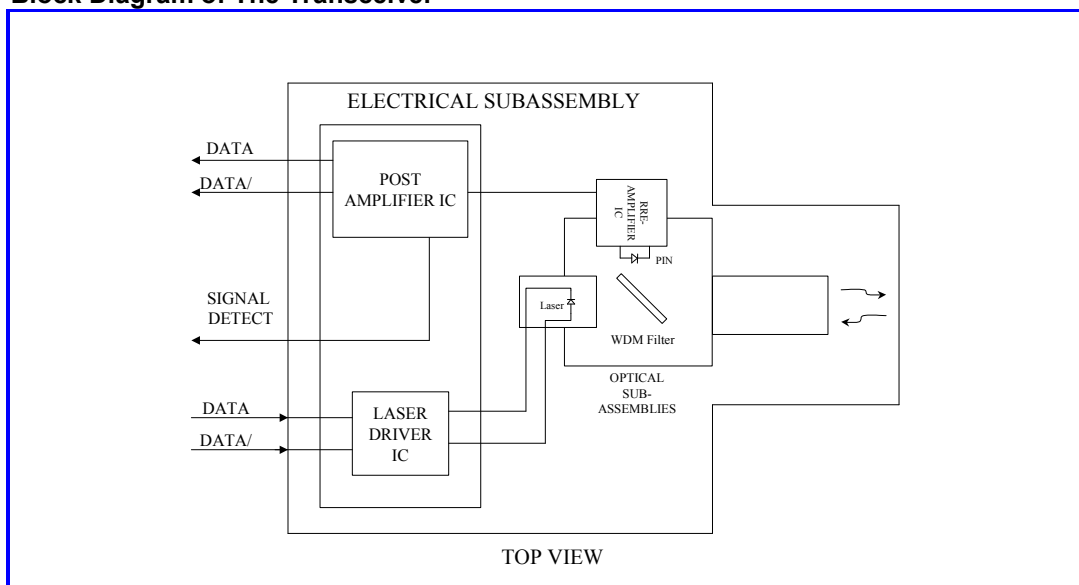 Block Diagram of The Transceiver
ELECTRICAL SUBASSEMBLY
DATA
DATA/
POST
AMPLIFIER IC
RRE-
AMPLIFIER
IC
PIN
SIGNAL
DETECT
Laser
WDM Filter
OPTICAL
SUB-
ASSEMBLIES
DATA
DATA/
LASER
DRIVER
IC
TOP VIEW